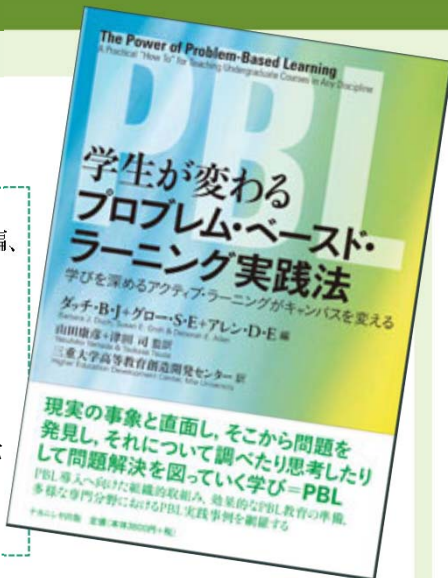 The Power of Problem-Based Learning
A Practical "How To" for Teaching Undergraduate Courses in Any Discipline
PBL
学生が変わる
プロブレム・ベースド・
ラーニング実践法
学びを深めるアクティブ・ラーニングがキャンパスを変える
ダッチ・B・J+グロー・S・E+アレン・D・E 編
Barbara J. Duch, Susan E. Groh & Deborah E. Allen
山田康彦+津田 司 監訳
Yasuhiko Yamada & Tsukasa Tsuda
三重大学高等教育創造開発センター 訳
Higher Education Development Center, Mie University
現実の事象と直面し、そこから問題を
発見し、それについて調べたり思考したり
して問題解決を図っていく学び=PBL
PBL導入へ向けた組織的取組み、効果的なPBL教育の準備、
多様な専門分野におけるPBL実践事例を網羅する
ナカニシヤ出版 定価(本体3600円+税)
編、